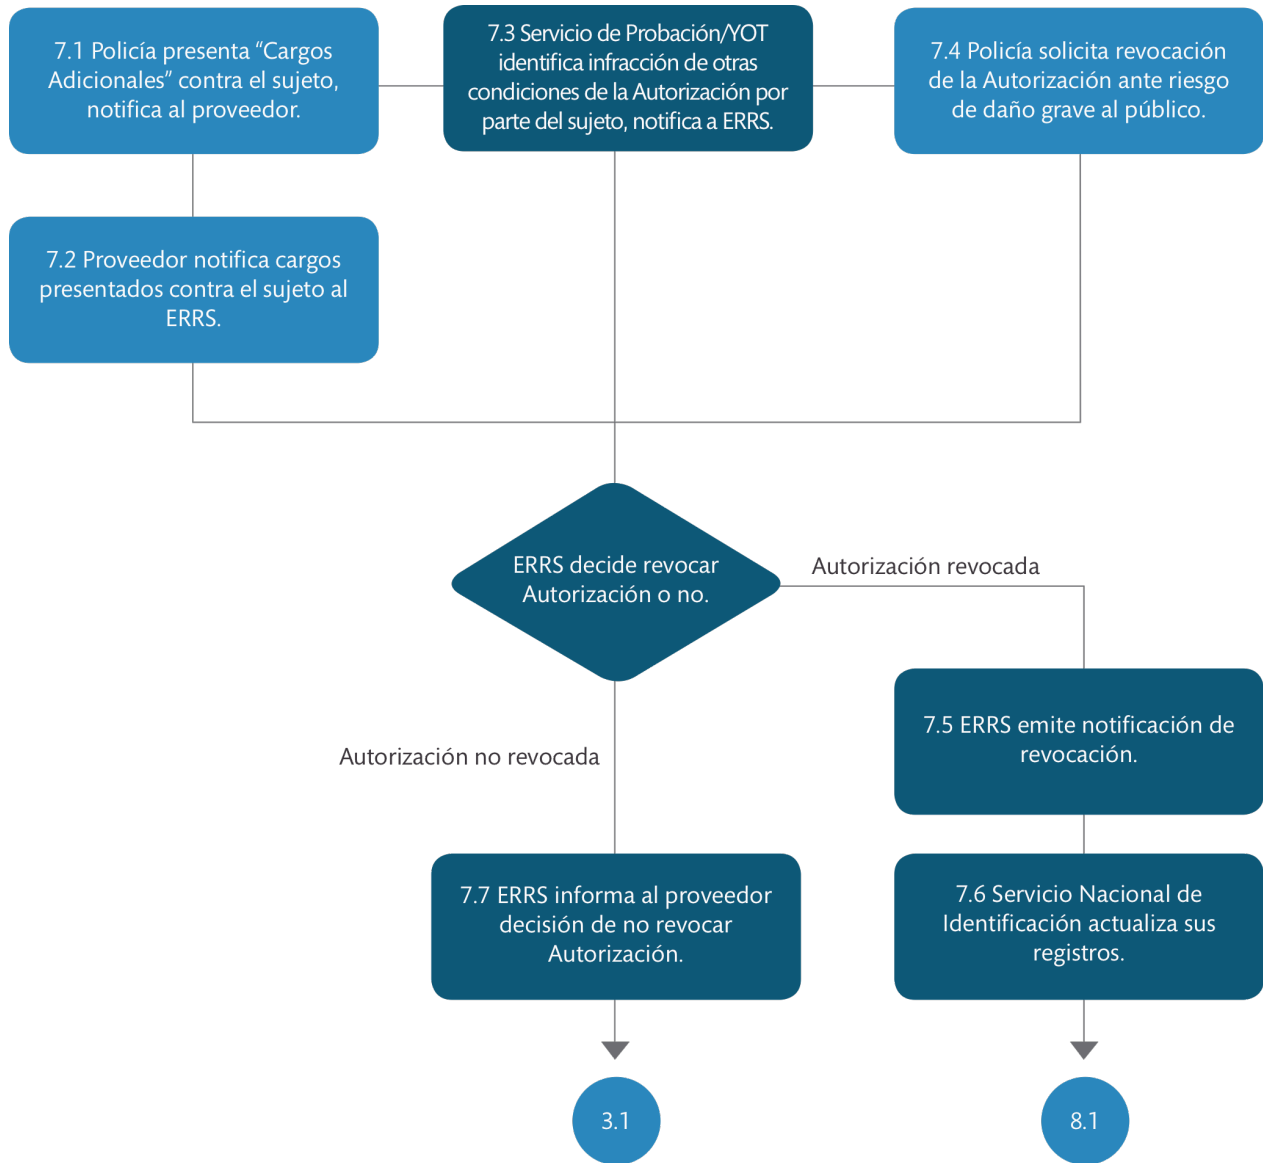 7.1 Policía presenta “Cargos
Adicionales” contra el sujeto,
notifica al proveedor.
7.3 Servicio de Probación/YOT
identifica infracción de otras
condiciones de la Autorización por
parte del sujeto, notifica a ERRS.
7.4 Policía solicita revocación
de la Autorización ante riesgo
de daño grave al público.
7.2 Proveedor notifica cargos
presentados contra el sujeto al
ERRS.
ERRS decide revocar
Autorización o no.
Autorización revocada
Autorización no revocada
7.5 ERRS emite notificación de
revocación.
7.7 ERRS informa al proveedor
decisión de no revocar
Autorización.
7.6 Servicio Nacional de
Identificación actualiza sus
registros.
3.1
8.1